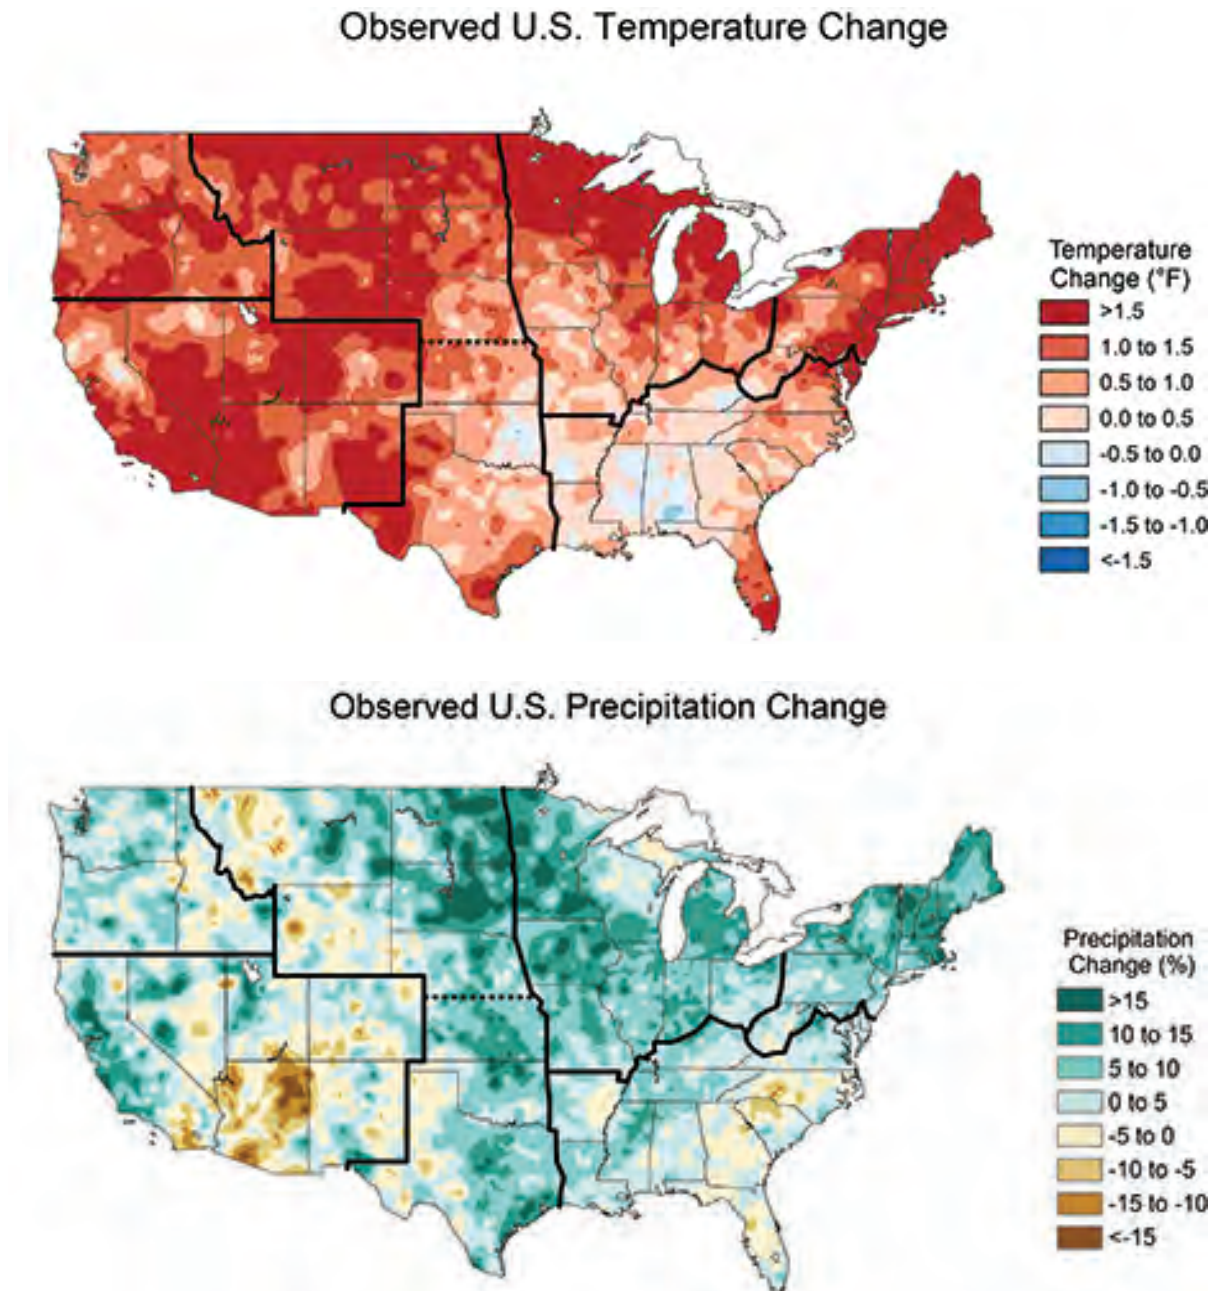 Observed U.S. Temperature Change
Temperature
Change (°F)
>1.5
1.0 to 1.5
0.5 to 1.0
0.0 to 0.5
-0.5 to 0.0
-1.0 to -0.5
-1.5 to -1.0
<-1.5
Observed U.S. Precipitation Change
Precipitation
Change (%)
>15
10 to 15
5 to 10
0 to 5
-5 to 0
-10 to -5
-15 to -10
<-15